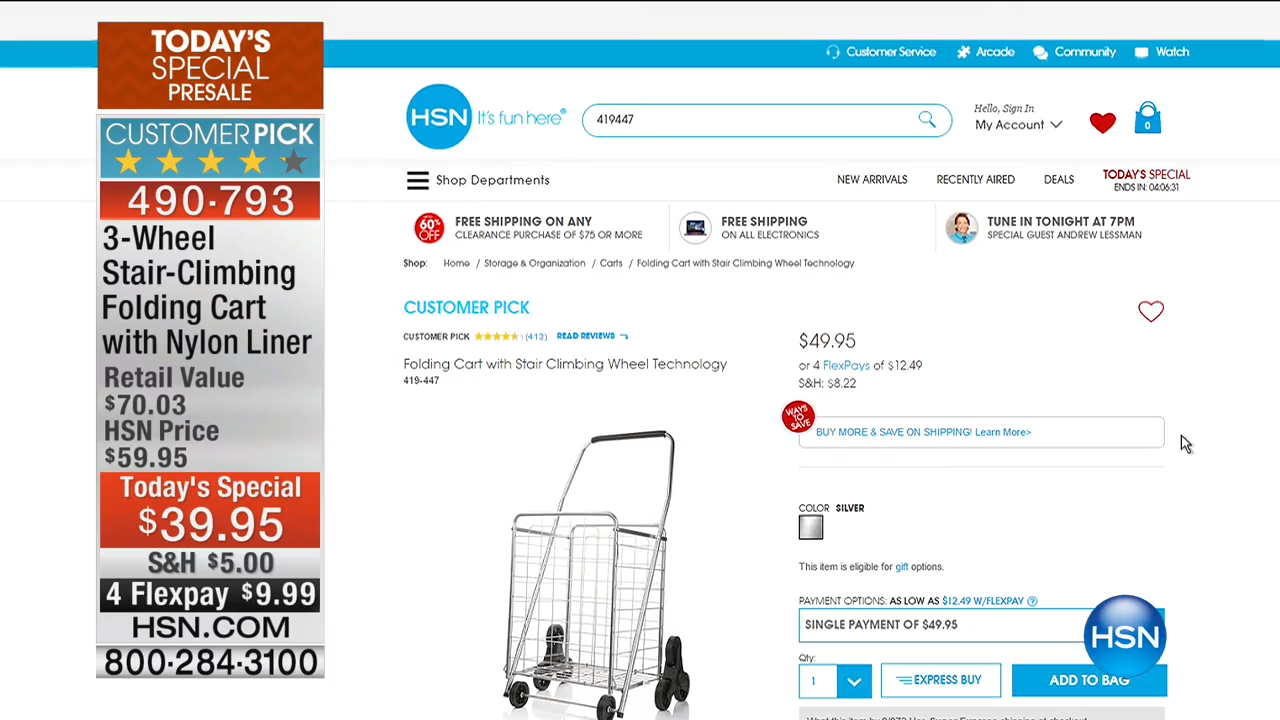 TODAY'S
SPECIAL
PRESALE
CUSTOMER PICK
490-793
3-Wheel
Stair-Climbing
Folding Cart
with Nylon Liner
Retail Value
$70.03
HSN Price
$59.95
Today's Special
$39.95
S&H $5.00
4 Flexpay $9.99
HSN.COM
800-284-3100
Customer Service
Arcade
Community
Watch
HSN It's fun here®
419447
Hello, Sign In
My Account
0
Shop Departments
NEW ARRIVALS
RECENTLY AIRED
DEALS
TODAY'S SPECIAL
ENDS IN: 04:06:31
60% OFF
FREE SHIPPING ON ANY
CLEARANCE PURCHASE OF $75 OR MORE
FREE SHIPPING
ON ALL ELECTRONICS
TUNE IN TONIGHT AT 7PM
SPECIAL GUEST ANDREW LESSMAN
Shop: Home / Storage & Organization / Carts / Folding Cart with Stair Climbing Wheel Technology
CUSTOMER PICK
CUSTOMER PICK (413) READ REVIEWS
Folding Cart with Stair Climbing Wheel Technology
419-447
$49.95
or 4 FlexPays of $12.49
S&H: $8.22
WAYS TO SAVE
BUY MORE & SAVE ON SHIPPING! Learn More>
COLOR SILVER
This item is eligible for gift options.
PAYMENT OPTIONS: AS LOW AS $12.49 W/FLEXPAY ?
SINGLE PAYMENT OF $49.95
HSN
Qty:
1
EXPRESS BUY
ADD TO BAG